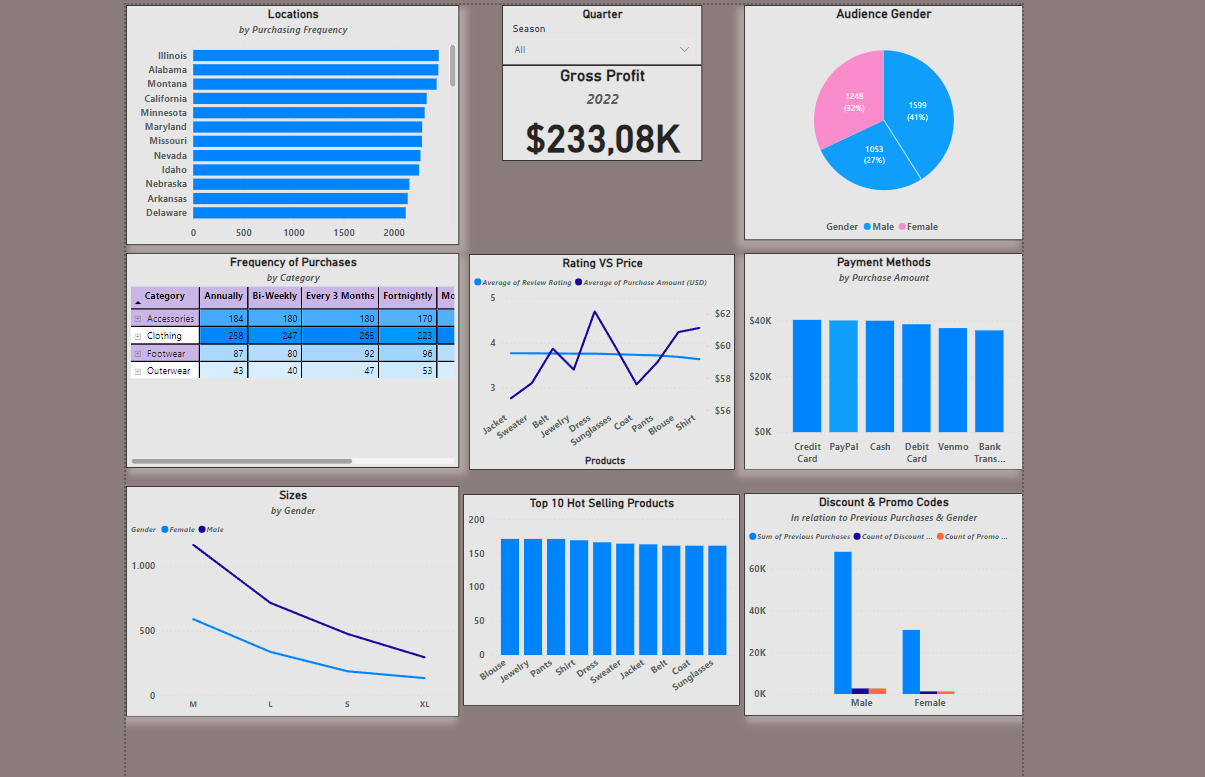 Locations
by Purchasing Frequency
Illinois
Alabama
Montana
California
Minnesota
Maryland
Missouri
Nevada
Idaho
Nebraska
Arkansas
Delaware
0 500 1000 1500 2000
Quarter
Season
All
Gross Profit
2022
$233,08K
Audience Gender
1248
(32%)
1599
(41%)
1053
(27%)
Gender Male Female
Frequency of Purchases
by Category
Category Annually Bi-Weekly Every 3 Months Fortnightly Mo
Accessories 184 180 180 170
Clothing 258 247 265 223
Footwear 87 80 92 96
Outerwear 43 40 47 53
Rating VS Price
Average of Review Rating Average of Purchase Amount (USD)
5
4
3
$62
$60
$58
$56
Jacket Sweater Belt Jewelry Dress Sunglasses Coat Pants Blouse Shirt
Products
Payment Methods
by Purchase Amount
$40K
$20K
$0K
Credit Card
PayPal
Cash
Debit Card
Venmo
Bank Trans...
Sizes
by Gender
Gender Female Male
1.000
500
0
M L S XL
Top 10 Hot Selling Products
200
150
100
50
0
Blouse Jewelry Pants Shirt Dress Sweater Jacket Belt Coat Sunglasses
Discount & Promo Codes
In relation to Previous Purchases & Gender
Sum of Previous Purchases Count of Discount ... Count of Promo ...
60K
40K
20K
0K
Male Female